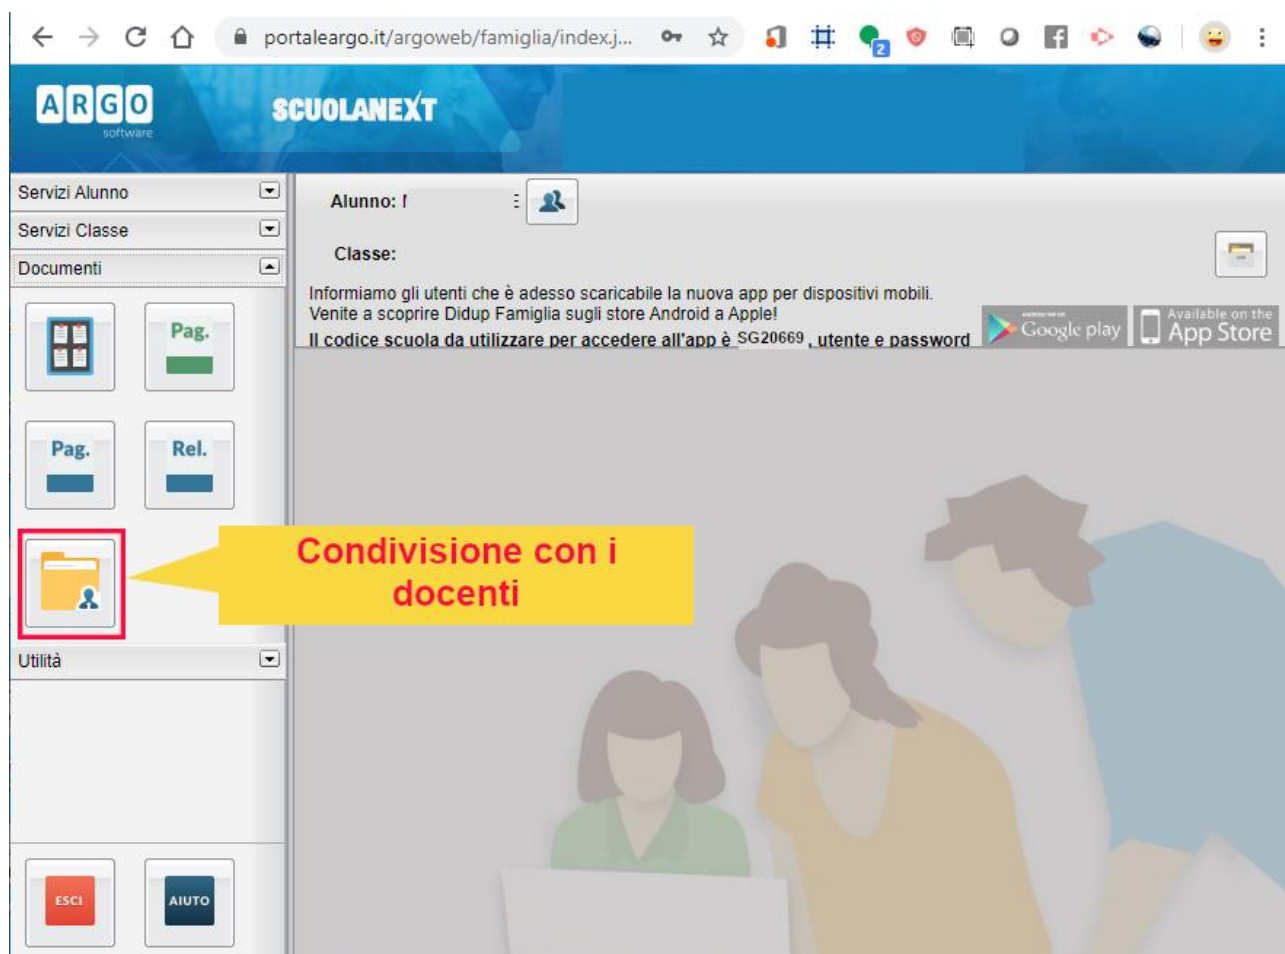 portaleargo.it/argoweb/famiglia/index.j...
2
ARGO
software
SCUOLANEXT
Servizi Alunno
Servizi Classe
Documenti
Pag.
Pag.
Rel.
Utilità
ESCI
AIUTO
Alunno:
Classe:
Informiamo gli utenti che è adesso scaricabile la nuova app per dispositivi mobili.
Venite a scoprire Didup Famiglia sugli store Android a Apple!
Il codice scuola da utilizzare per accedere all'app è SG20669 , utente e password
Google play
Available on the
App Store
Condivisione con i
docenti